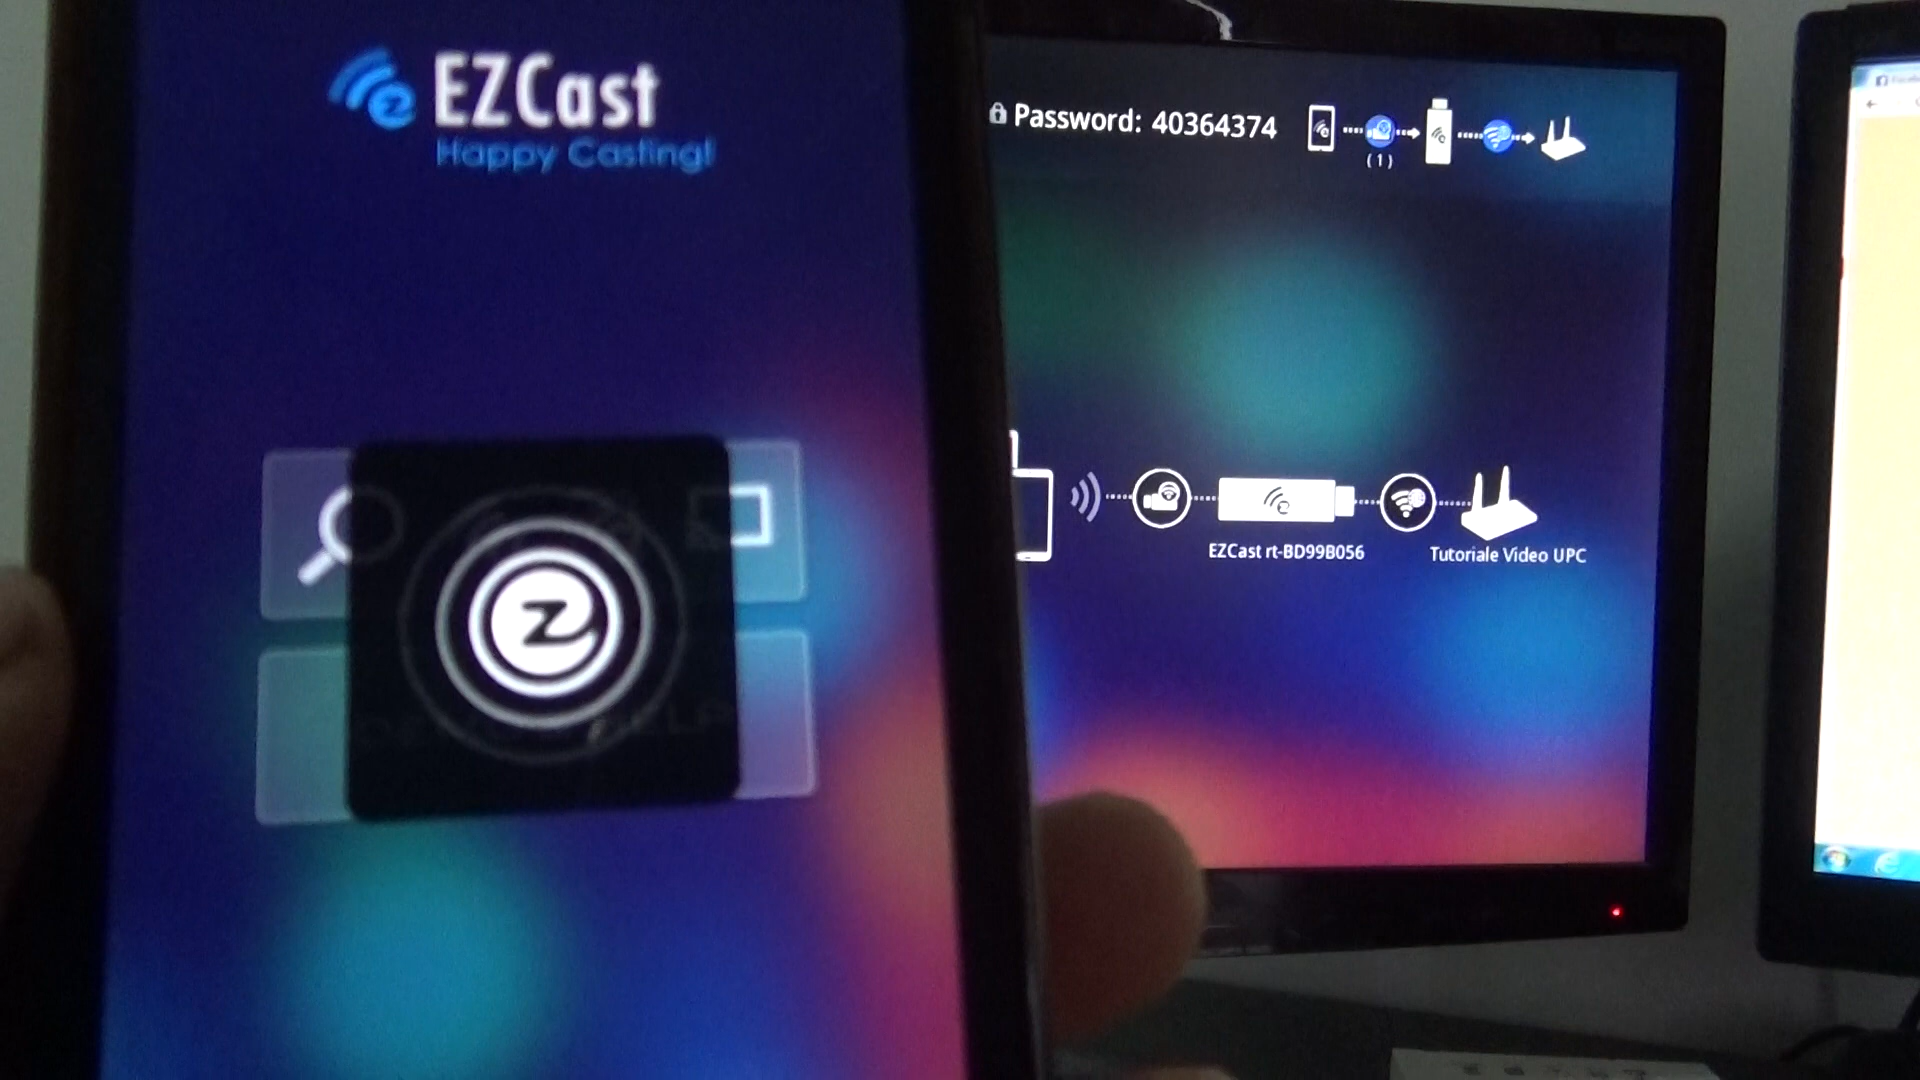 EZCast
Happy Casting!
Password: 40364374
(1)
EZCast rt-BD99B056
Tutoriale Video UPC